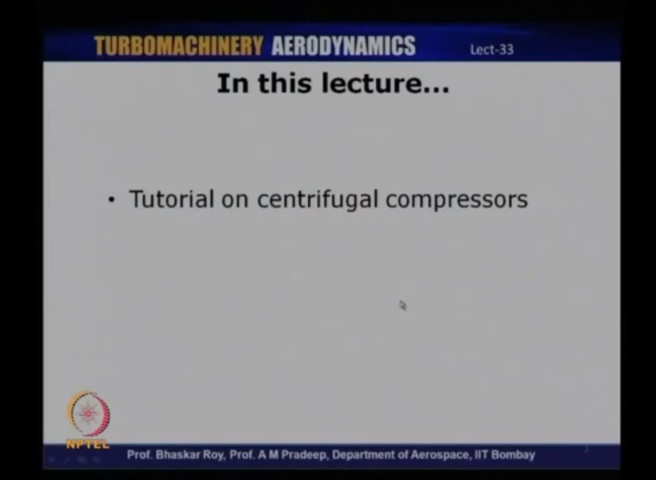 TURBOMACHINERY AERODYNAMICS Lect-33
In this lecture...
• Tutorial on centrifugal compressors
NPTEL
Prof. Bhaskar Roy, Prof. A M Pradeep, Department of Aerospace, IIT Bombay